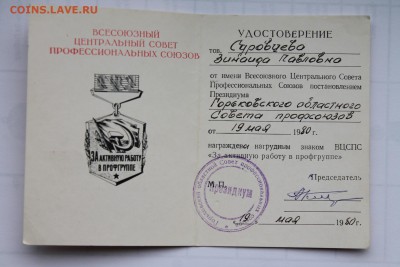 COINS.LAVE.RU
ВСЕСОЮЗНЫЙ
ЦЕНТРАЛЬНЫЙ СОВЕТ
ПРОФЕССИОНАЛЬНЫХ СОЮЗОВ
ЗА АКТИВНУЮ РАБОТУ
В ПРОФГРУППЕ
УДОСТОВЕРЕНИЕ
тов. Суровцева
Зинаида Павловна
от имени Всесоюзного Центрального Совета
Профессиональных Союзов постановлением
Президиума
Горьковского областного
Совета профсоюзов
от 19 мая 1980 г.
нагрудным знаком ВЦСПС
«За активную работу в профгруппе»
Председатель
М. П.
президиум
19 мая 1980 г.